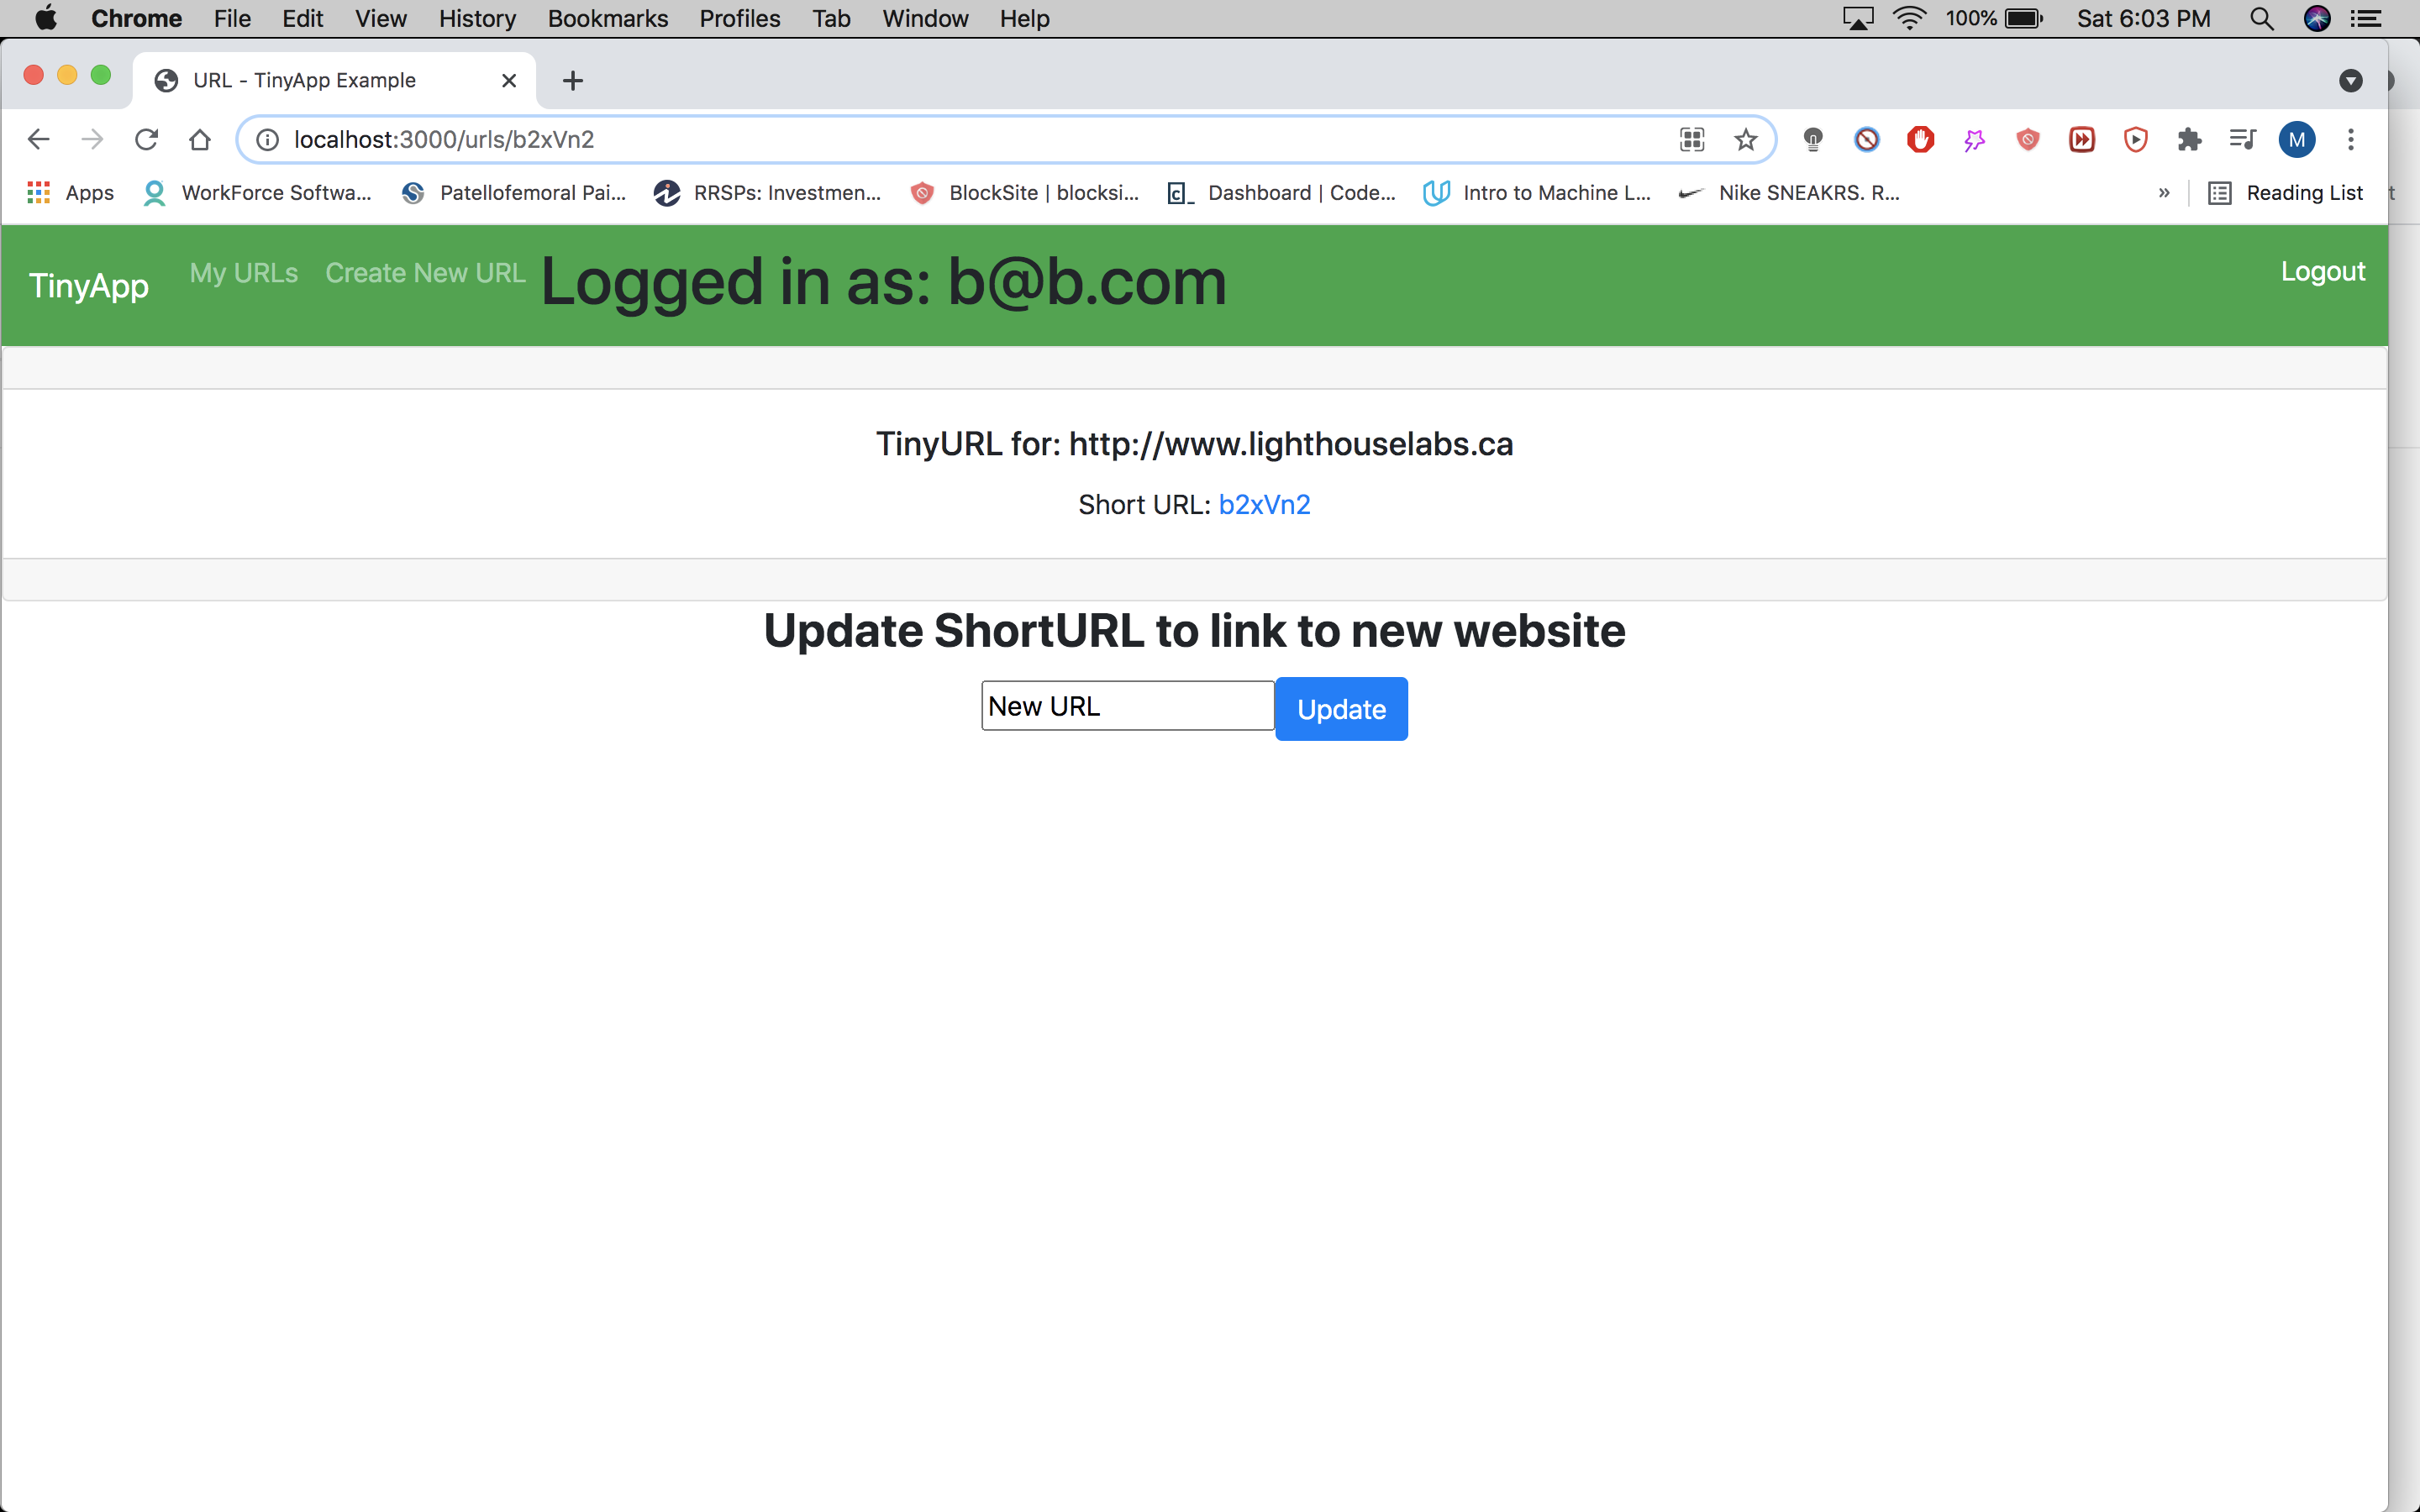 Chrome File Edit View History Bookmarks Profiles Tab Window Help 100% Sat 6:03 PM
URL - TinyApp Example
localhost:3000/urls/b2xVn2 M
Apps WorkForce Softwa... Patellofemoral Pai... RRSPs: Investmen... BlockSite | blocksi... Dashboard | Code... Intro to Machine L... Nike SNEAKRS. R... » Reading List t
TinyApp My URLs Create New URL Logged in as: b@b.com Logout
TinyURL for: http://www.lighthouselabs.ca
Short URL: b2xVn2
Update ShortURL to link to new website
New URL Update